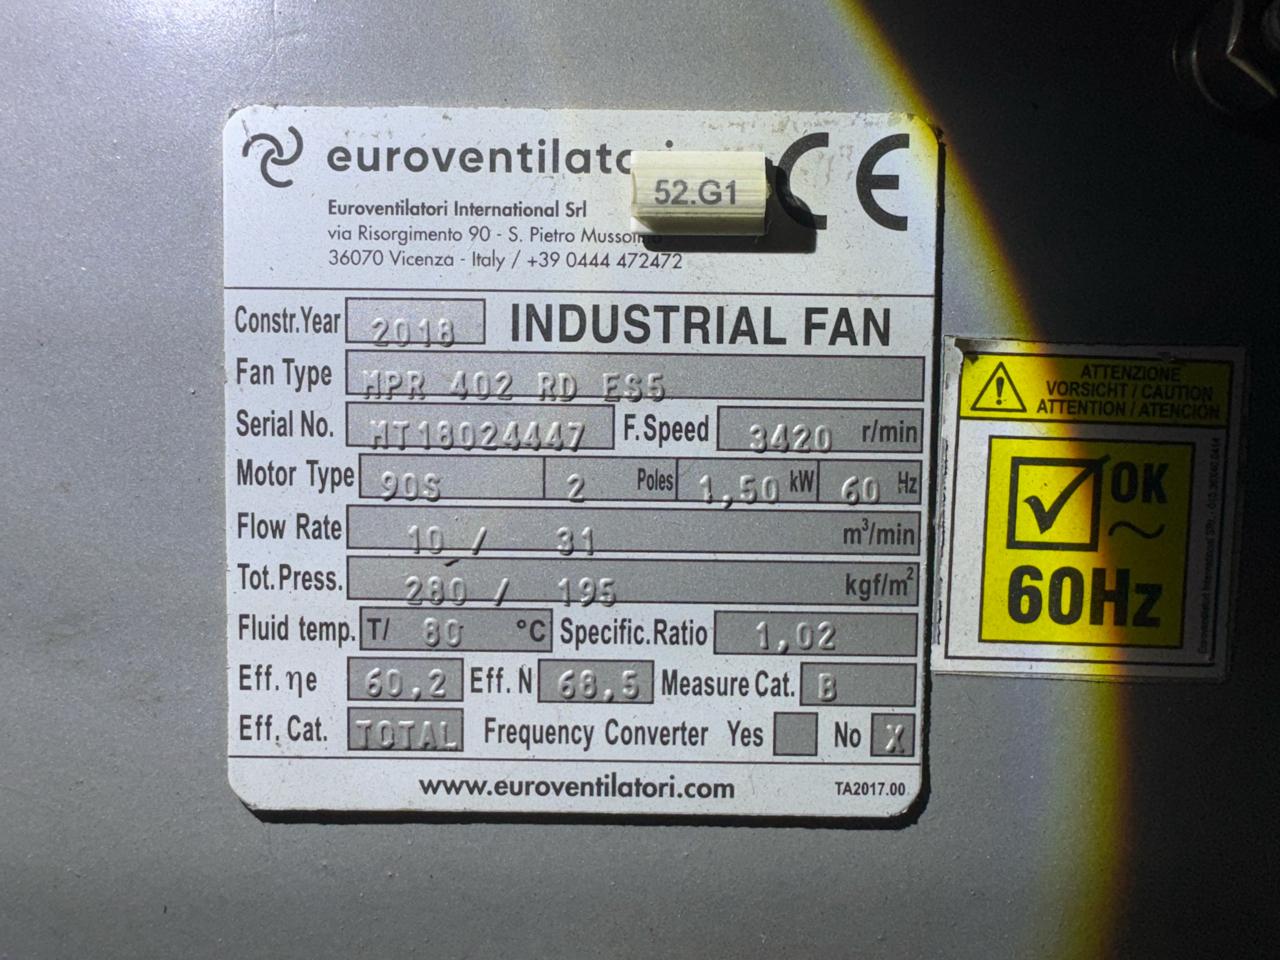 euroventilatori
52.G1
CE
Euroventilatori International Srl
via Risorgimento 90 - S. Pietro Mussolino
36070 Vicenza - Italy / +39 0444 472472
Constr.Year 2018 INDUSTRIAL FAN
Fan Type MPR 402 RD ES5
Serial No. MT18024447 F.Speed 3420 r/min
Motor Type 90S 2 Poles 1,50 kW 60 Hz
Flow Rate 10 / 31 m³/min
Tot.Press. 280 / 195 kgf/m²
Fluid temp. T/ 80 °C Specific.Ratio 1,02
Eff. ηe 60,2 Eff. N 68,5 Measure Cat. B
Eff. Cat. TOTAL Frequency Converter Yes No X
www.euroventilatori.com TA2017.00
ATTENZIONE
VORSICHT / CAUTION
ATTENTION / ATENCION
OK
~
60Hz